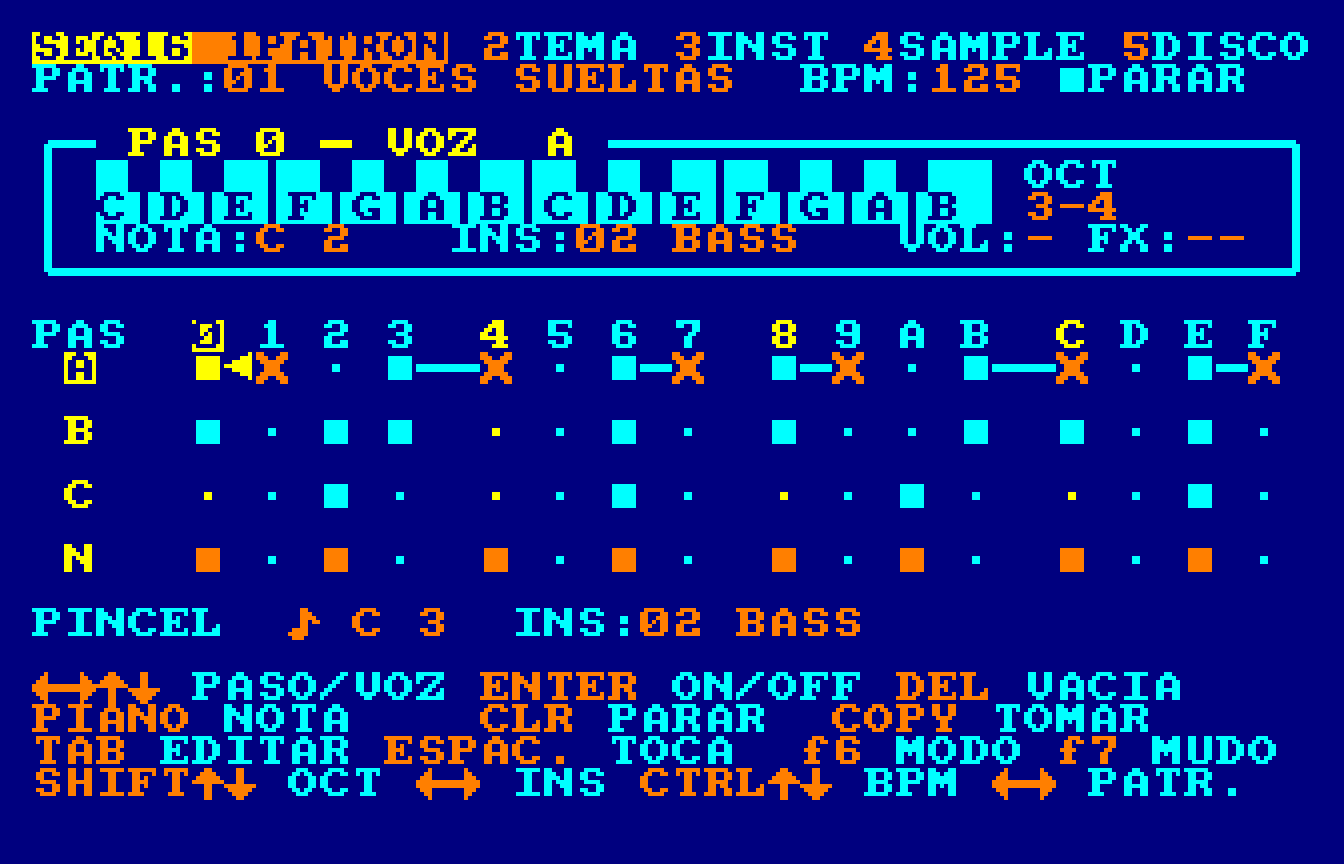 SEQ16 1PATRON 2TEMA 3INST 4SAMPLE 5DISCO
PATR.:01 VOCES SUELTAS BPM:125 ■PARAR
PAS 0 — VOZ A
OCT
C D E F G A B C D E F G A B 3-4
NOTA:C 2 INS:02 BASS VOL:- FX:--
PAS 0 1 2 3 4 5 6 7 8 9 A B C D E F
A
B
C
N
PINCEL ♪ C 3 INS:02 BASS
↔↑↓ PASO/VOZ ENTER ON/OFF DEL VACIA
PIANO NOTA CLR PARAR COPY TOMAR
TAB EDITAR ESPAC. TOCA f6 MODO f7 MUDO
SHIFT↑↓ OCT ↔ INS CTRL↑↓ BPM ↔ PATR.